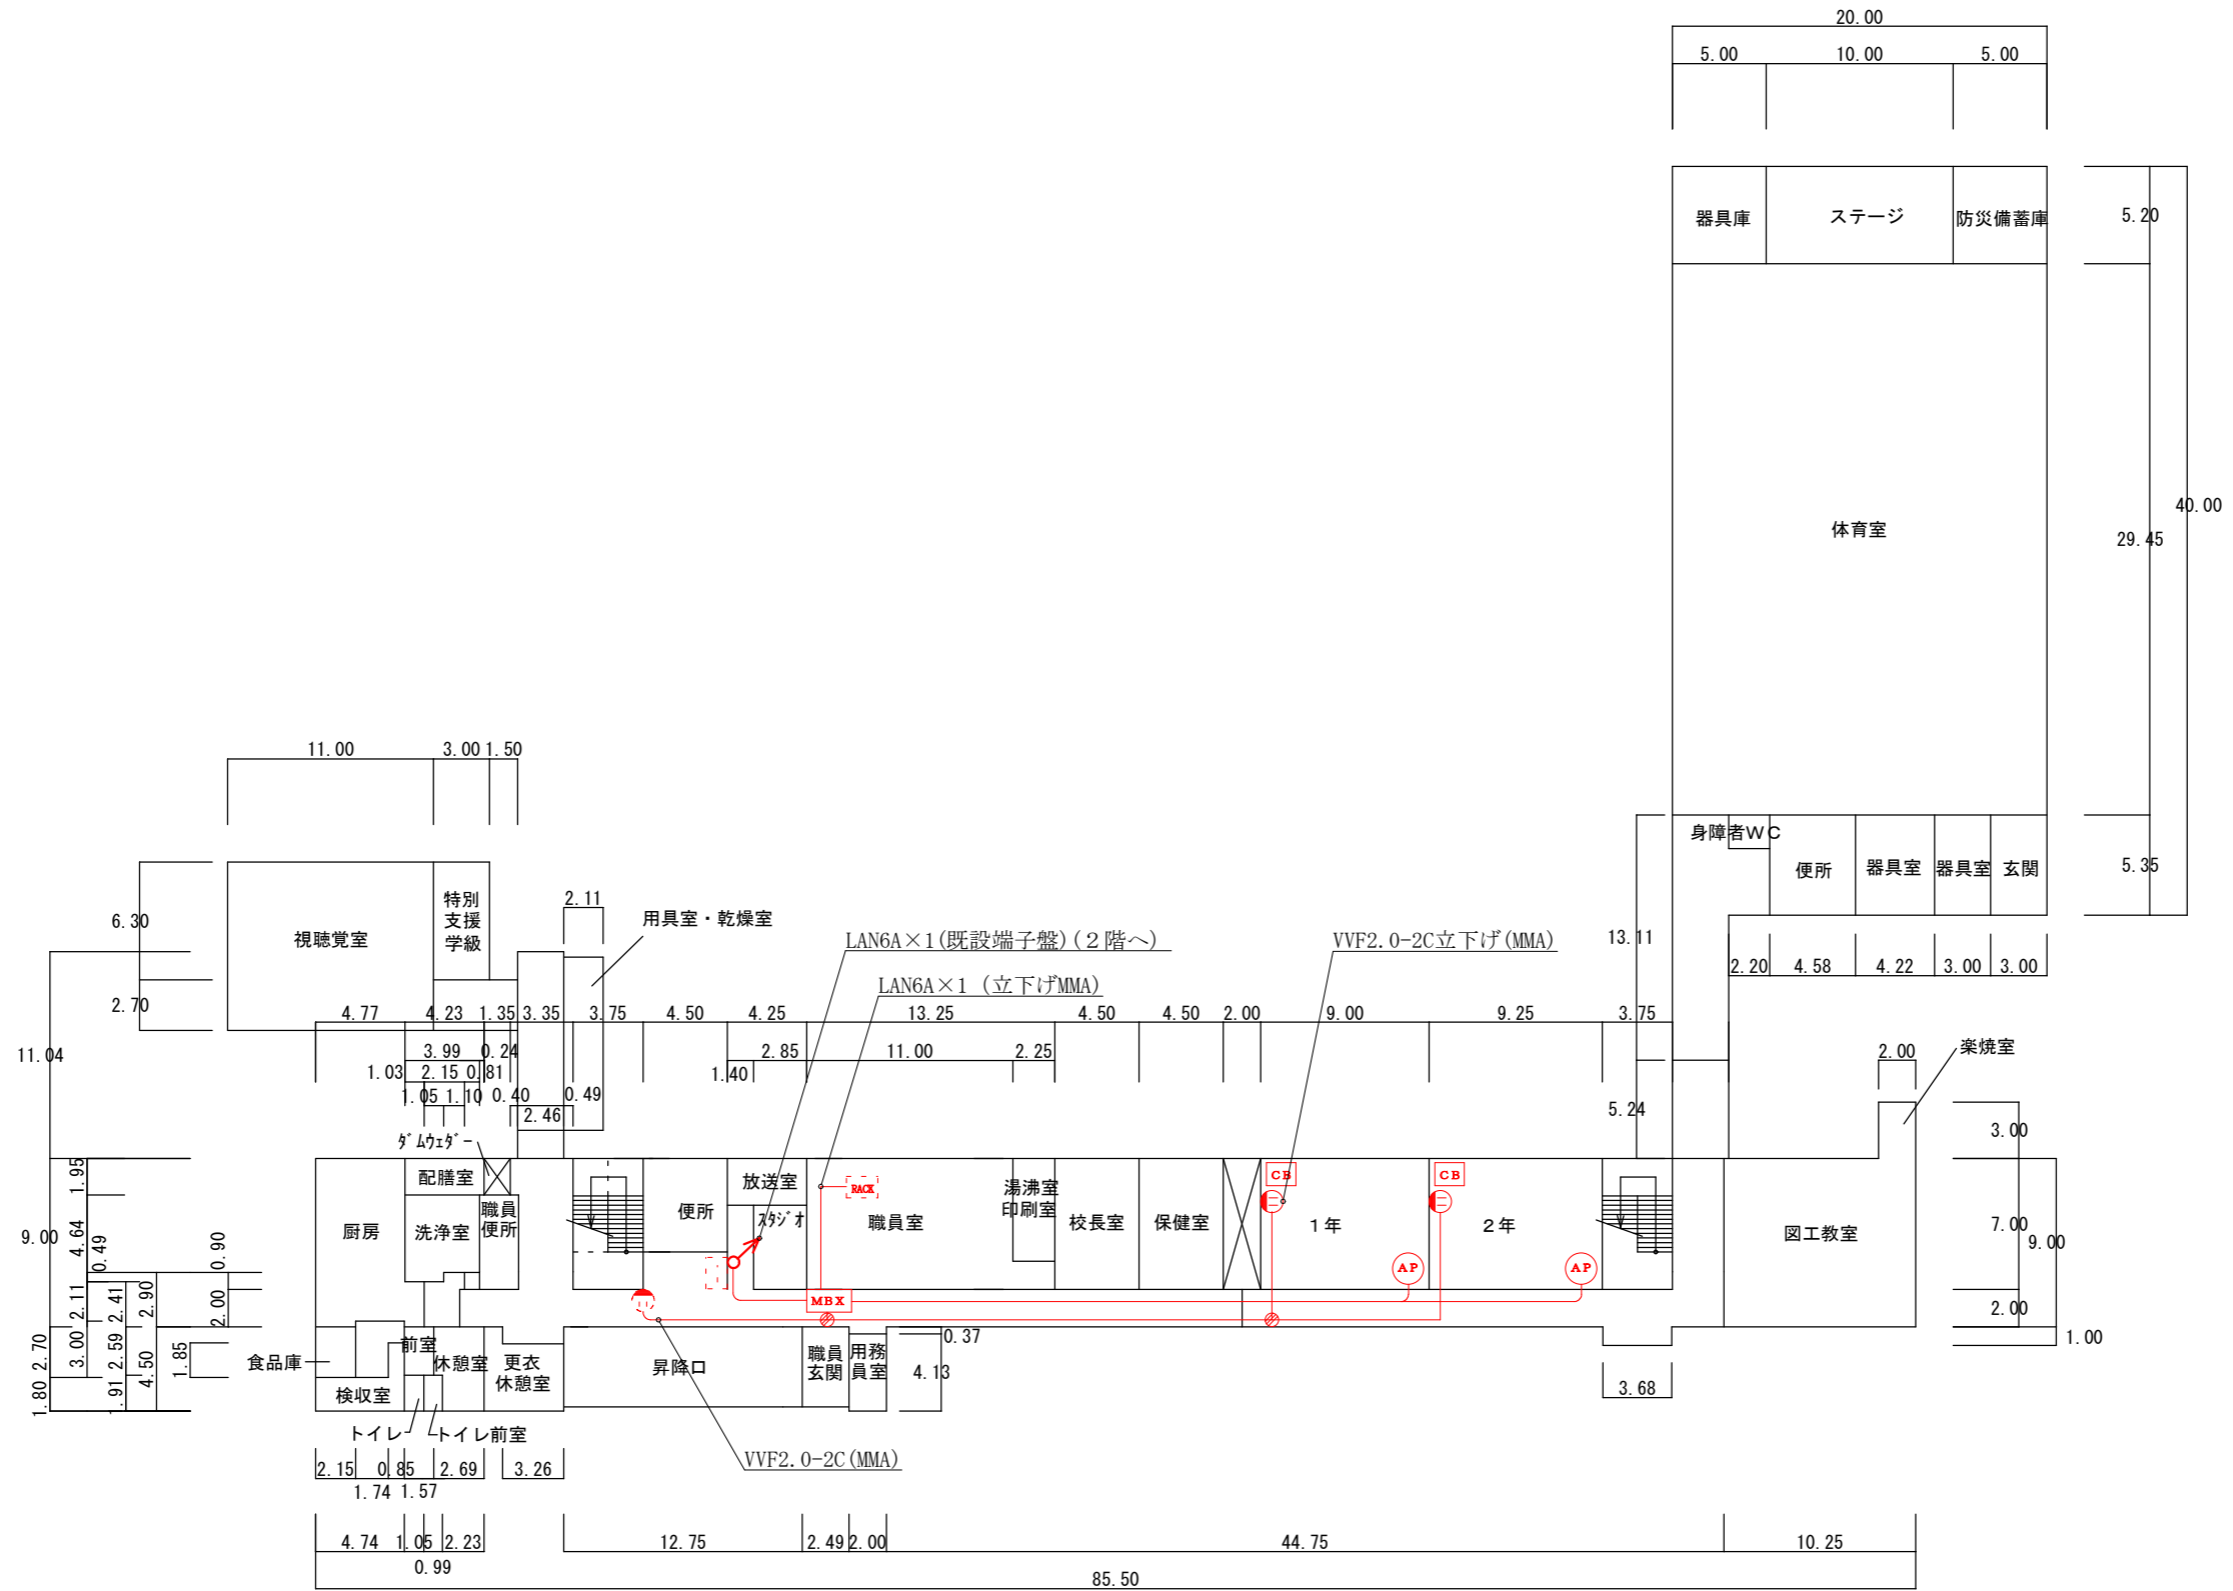 20.00
5.00 10.00 5.00
器具庫 ステージ 防災備蓄庫 5.20
40.00
体育室 29.45
11.00 3.00 1.50
身障者WC
便所 器具室 器具室 玄関 5.35
2.11
特別
支援
学級
6.30 視聴覚室
用具室・乾燥室
LAN6A×1(既設端子盤)(2階へ)
VVF2.0-2C立下げ(MMA)
13.11
2.20 4.58 4.22 3.00 3.00
LAN6A×1 (立下げMMA)
2.70
4.77 4.23 1.35 3.35 3.75 4.50 4.25 13.25 4.50 4.50 2.00 9.00 9.25 3.75
11.04
3.99 0.24 2.85 11.00 2.25
2.00 楽焼室
1.03 2.15 0.81 1.40
1.05 1.10 0.40 0.49
2.46 5.24
3.00
ダムウェダー
1.95 配膳室 放送室 RACK CB CB
湯沸室
印刷室
職員
便所
便所 スタジオ 職員室 校長室 保健室 1年 2年 図工教室
厨房 洗浄室
9.00 4.64 0.49 0.90
7.00 9.00
AP AP
MBX
2.11 2.41 2.90 2.00
2.00
1.00
0.37
2.70 3.00 2.59 4.50 1.85
食品庫 前室 休憩室 更衣
休憩室
昇降口 職員
玄関
用務
員室
4.13
1.80 1.91
検収室
3.68
トイレ トイレ前室
VVF2.0-2C(MMA)
2.15 0.85 2.69 3.26
1.74 1.57
4.74 1.05 2.23 12.75 2.49 2.00 44.75 10.25
0.99
85.50